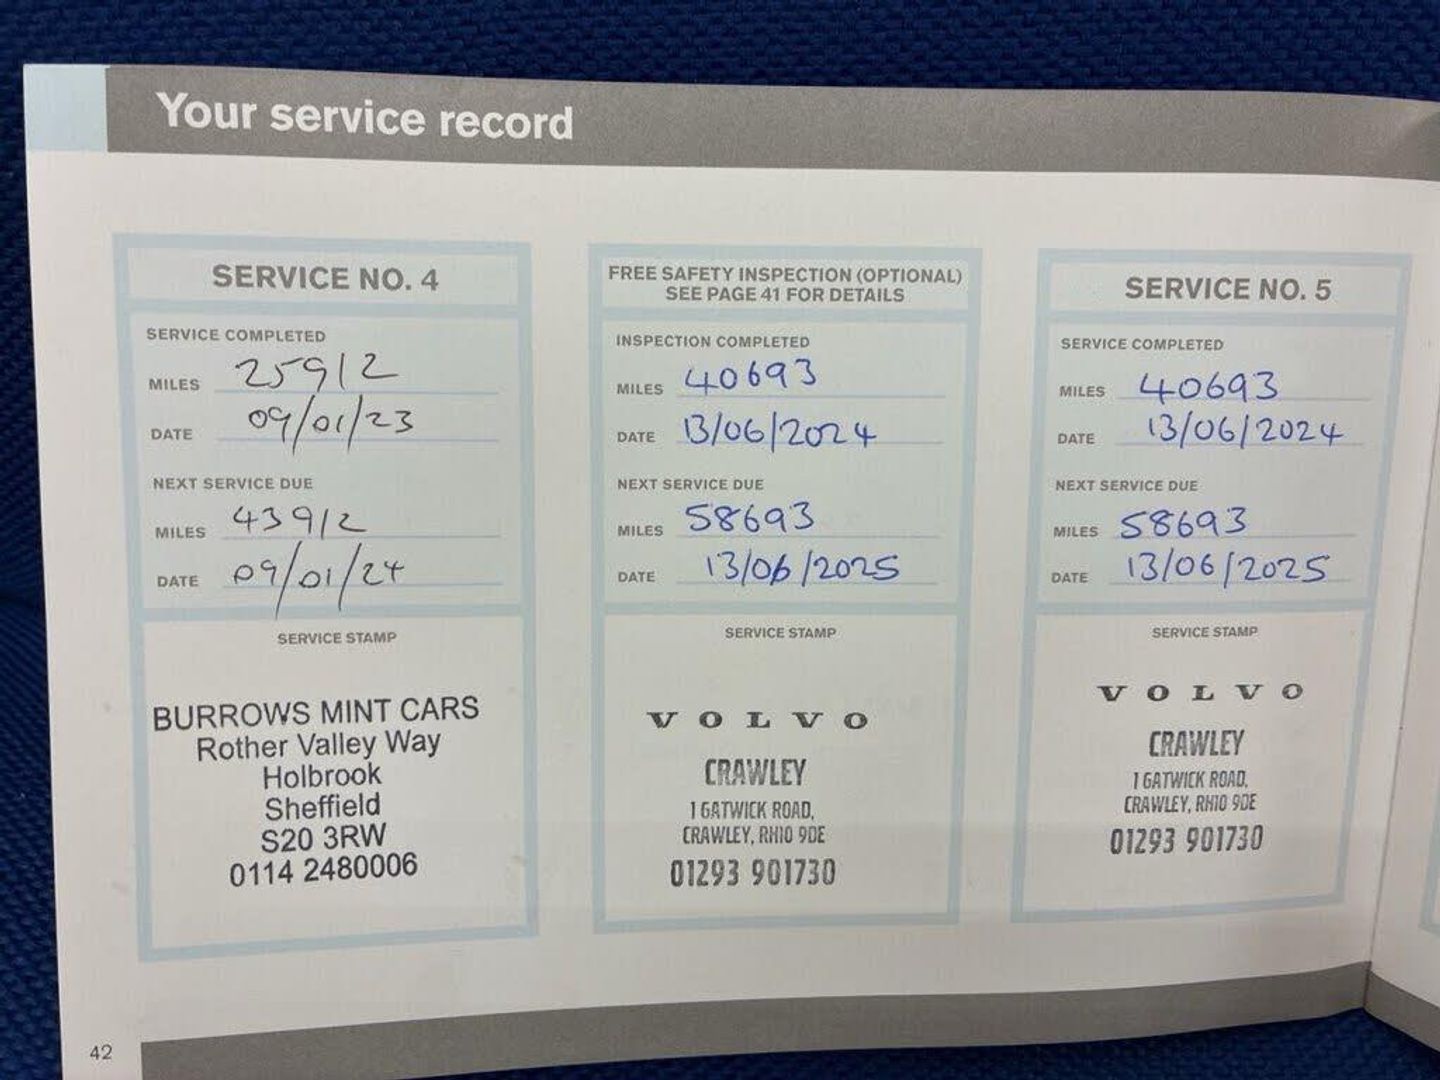 Your service record
SERVICE NO. 4
SERVICE COMPLETED
MILES 25912
DATE 09/01/23
NEXT SERVICE DUE
MILES 43912
DATE 09/01/24
SERVICE STAMP
BURROWS MINT CARS
Rother Valley Way
Holbrook
Sheffield
S20 3RW
0114 2480006
FREE SAFETY INSPECTION (OPTIONAL)
SEE PAGE 41 FOR DETAILS
INSPECTION COMPLETED
MILES 40693
DATE 13/06/2024
NEXT SERVICE DUE
MILES 58693
DATE 13/06/2025
SERVICE STAMP
VOLVO
CRAWLEY
1 GATWICK ROAD,
CRAWLEY, RH10 9DE
01293 901730
SERVICE NO. 5
SERVICE COMPLETED
MILES 40693
DATE 13/06/2024
NEXT SERVICE DUE
MILES 58693
DATE 13/06/2025
SERVICE STAMP
VOLVO
CRAWLEY
1 GATWICK ROAD,
CRAWLEY, RH10 9DE
01293 901730
42